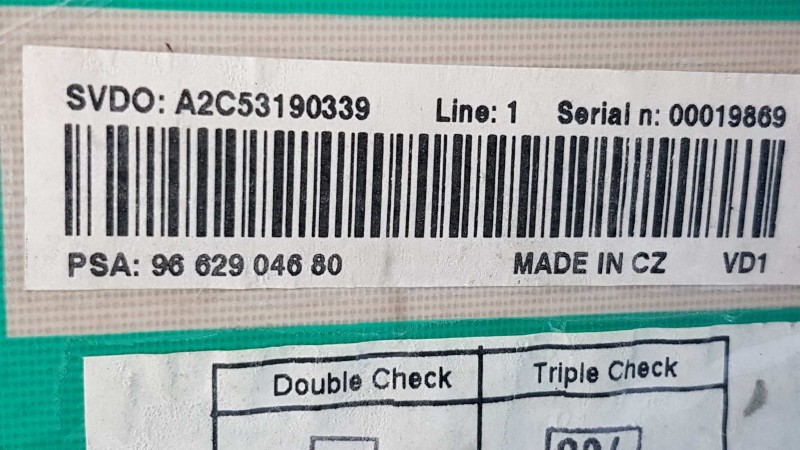 SVDO: A2C53190339 Line: 1 Serial n: 00019869
PSA: 96 629 046 80 MADE IN CZ VD1
Double Check Triple Check